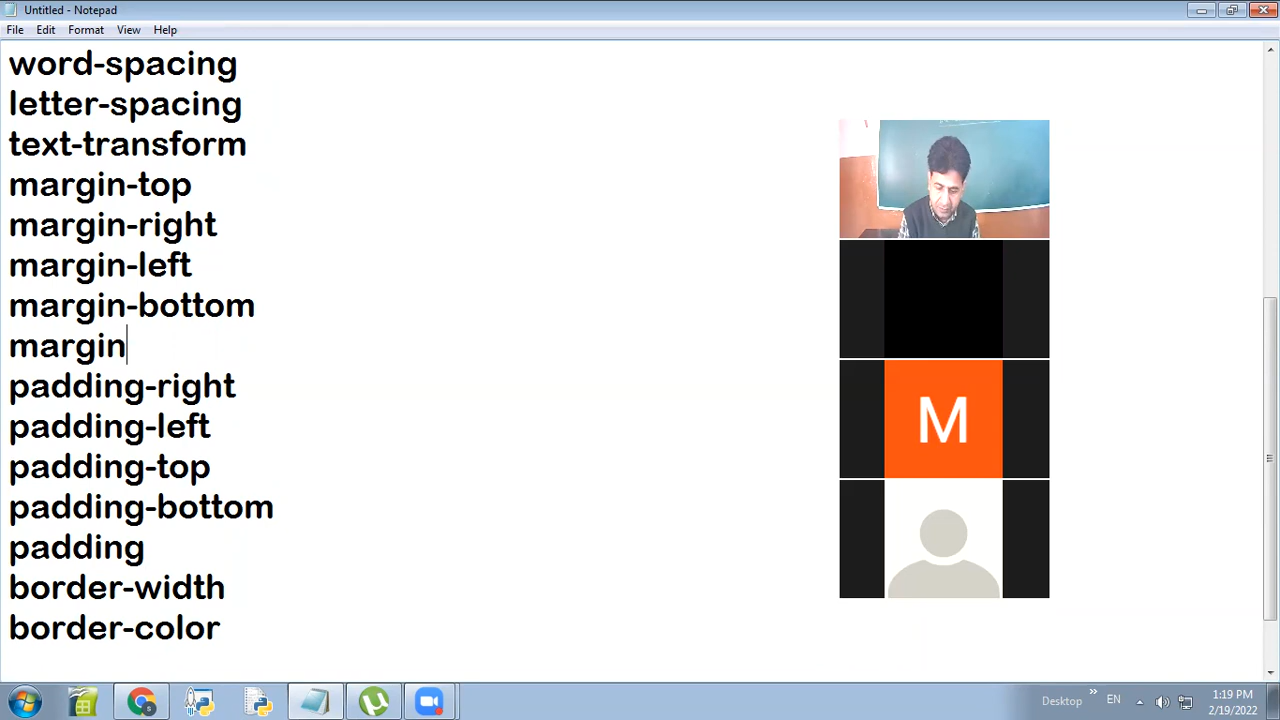 Untitled - Notepad
File Edit Format View Help
word-spacing
letter-spacing
text-transform
margin-top
margin-right
margin-left
margin-bottom
margin
padding-right
padding-left
padding-top
padding-bottom
padding
border-width
border-color
M
Desktop » EN 1:19 PM
2/19/2022